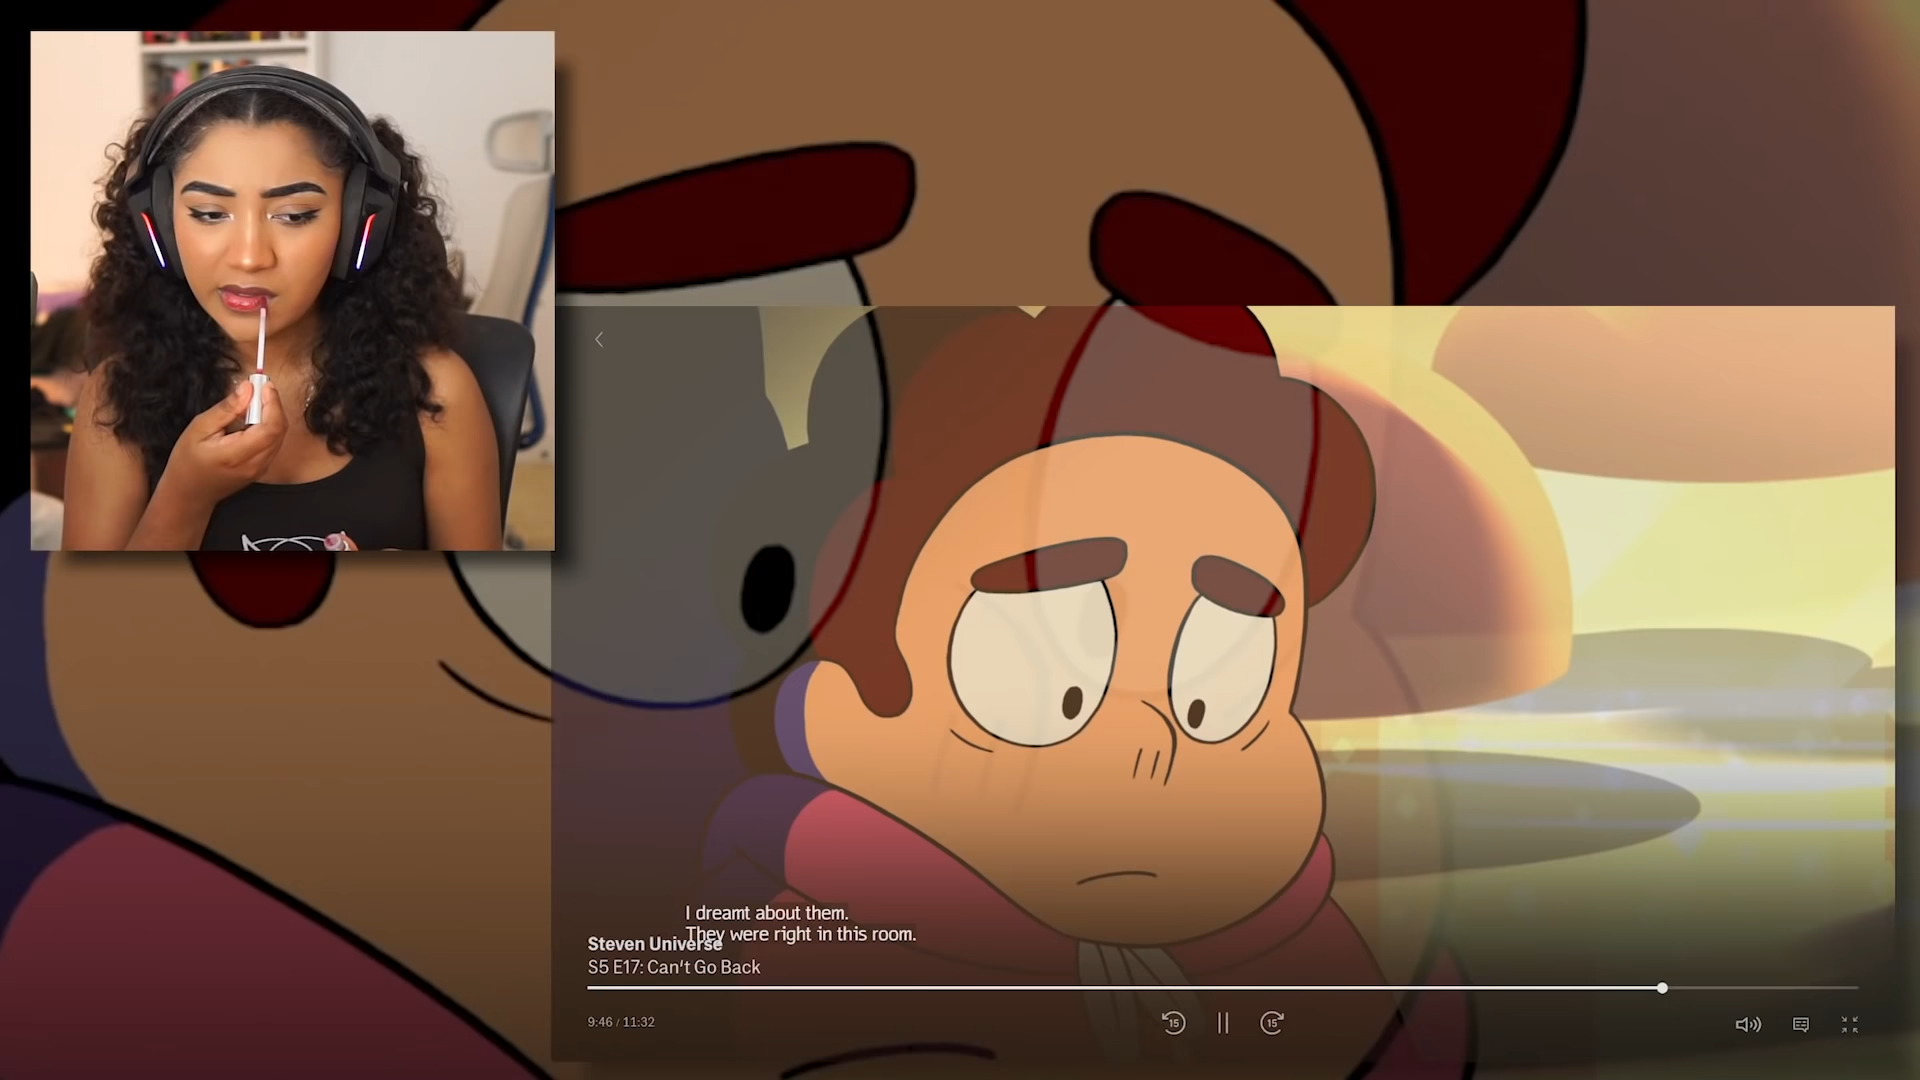 I dreamt about them.
They were right in this room.
Steven Universe
S5 E17: Can't Go Back
9:46 / 11:32
15
15